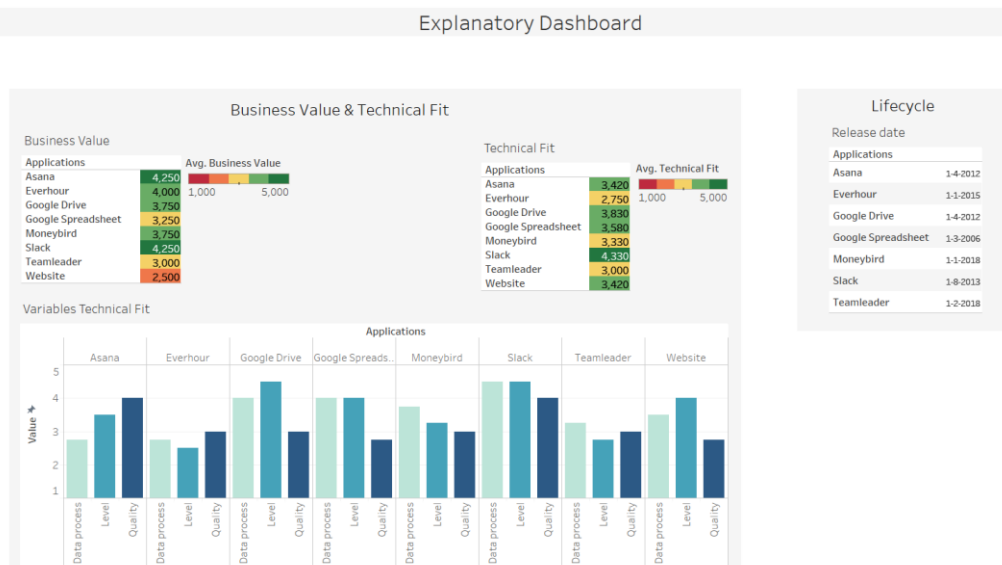 Explanatory Dashboard
Business Value & Technical Fit
Business Value
Applications
Asana 4,250
Everhour 4,000
Google Drive 3,750
Google Spreadsheet 3,250
Moneybird 3,750
Slack 4,250
Teamleader 3,000
Website 2,500
Avg. Business Value
1,000 5,000
Technical Fit
Applications
Asana 3,420
Everhour 2,750
Google Drive 3,830
Google Spreadsheet 3,580
Moneybird 3,330
Slack 4,330
Teamleader 3,000
Website 3,420
Avg. Technical Fit
1,000 5,000
Variables Technical Fit
Applications
Asana Everhour Google Drive Google Spreads.. Moneybird Slack Teamleader Website
Value
5
4
3
2
1
Data process Level Quality Data process Level Quality Data process Level Quality Data process Level Quality Data process Level Quality Data process Level Quality Data process Level Quality Data process Level Quality
Lifecycle
Release date
Applications
Asana 1-4-2012
Everhour 1-1-2015
Google Drive 1-4-2012
Google Spreadsheet 1-3-2006
Moneybird 1-1-2018
Slack 1-8-2013
Teamleader 1-2-2018